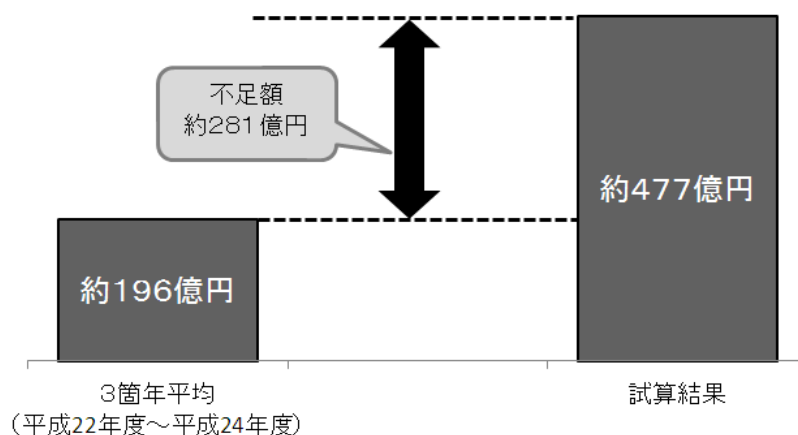 不足額
約281億円
約477億円
約196億円
3箇年平均
（平成22年度～平成24年度）
試算結果